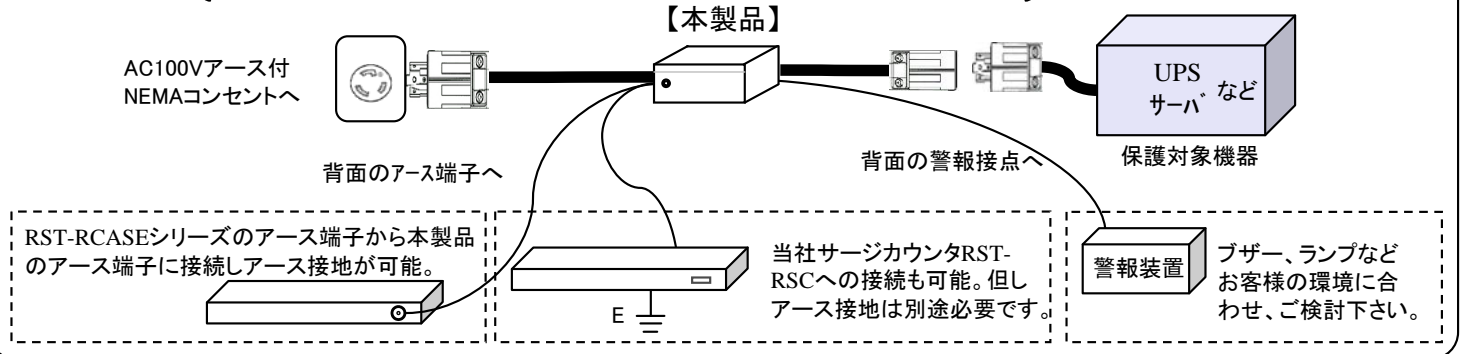 【本製品】
AC100Vアース付
NEMAコンセントへ
UPS
サーバ
など
保護対象機器
背面のアース端子へ
背面の警報接点へ
RST-RCASEシリーズのアース端子から本製品
のアース端子に接続しアース接地が可能。
当社サージカウンタRST-
RSCへの接続も可能。但し
アース接地は別途必要です。
E
警報装置
ブザー、ランプなど
お客様の環境に合
わせ、ご検討下さい。